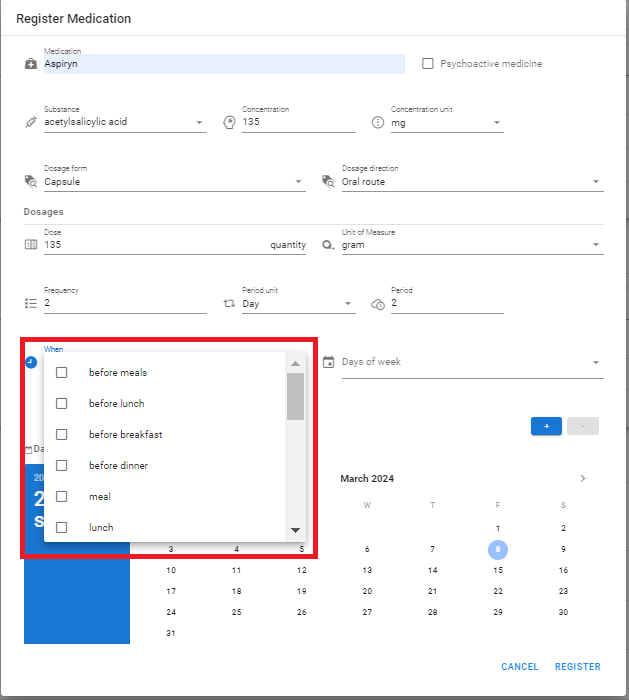 Register Medication
Medication
Aspiryn
Psychoactive medicine
Substance
acetylsalicylic acid
Concentration
135
Concentration unit
mg
Dosage form
Capsule
Dosage direction
Oral route
Dosages
Dose
135 quantity
Unit of Measure
gram
Frequency
2
Period unit
Day
Period
2
When
before meals
before lunch
before breakfast
before dinner
meal
lunch
Days of week
+ -
Da
20
2
s
March 2024
W T F S
1 2
3 4 5 6 7 8 9
10 11 12 13 14 15 16
17 18 19 20 21 22 23
24 25 26 27 28 29 30
31
CANCEL REGISTER